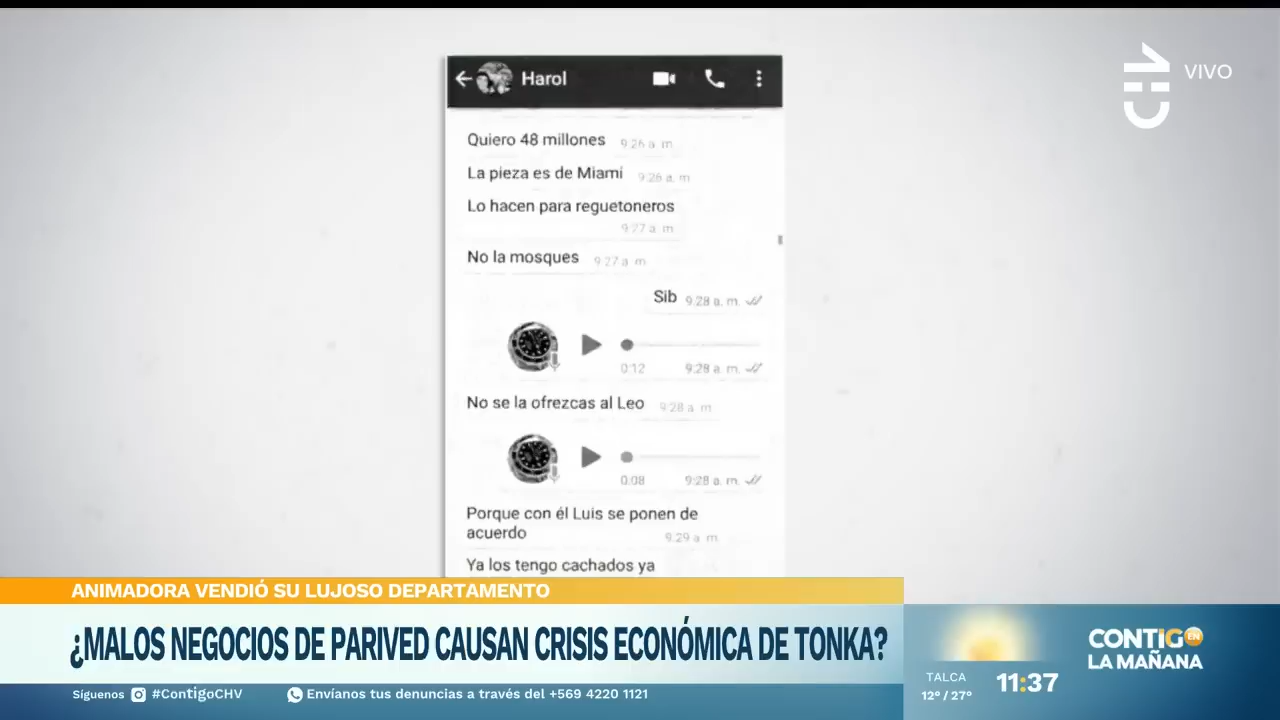 Harol
CHV VIVO
Quiero 48 millones 9:26 a. m
La pieza es de Miami 9:26 a. m
Lo hacen para reguetoneros
9:27 a. m
No la mosques 9:27 a m
Sib 9:28 a. m.
0:12 9:28 a. m.
No se la ofrezcas al Leo 9:28 a m
0:08 9:28 a. m.
Porque con él Luis se ponen de
acuerdo 9:29 a m
Ya los tengo cachados ya
ANIMADORA VENDIÓ SU LUJOSO DEPARTAMENTO
¿MALOS NEGOCIOS DE PARIVED CAUSAN CRISIS ECONÓMICA DE TONKA?
Síguenos #ContigoCHV Envíanos tus denuncias a través del +569 4220 1121
TALCA
12° / 27°
11:37
CONTIGO EN
LA MAÑANA